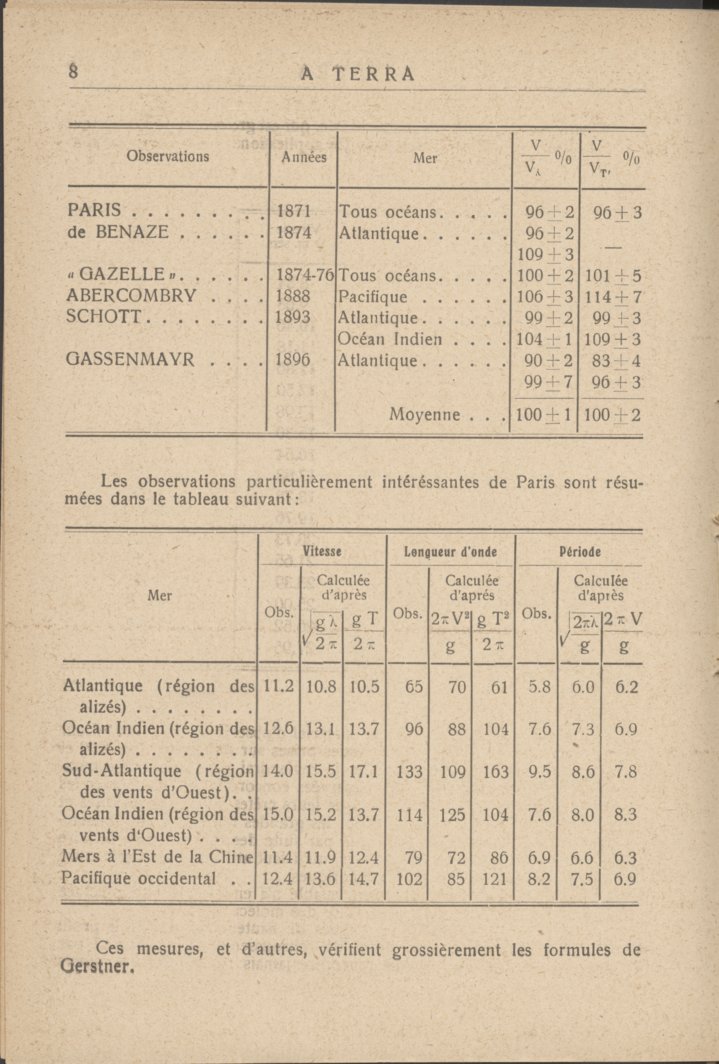 8 A TERRA
Observations Années Mer V/V_λ % V/V_T' %
PARIS . . . . . . . . . 1871 Tous océans. . . . . 96 ± 2 96 ± 3
de BENAZE . . . . . . 1874 Atlantique. . . . . . 96 ± 2
109 ± 3 —
« GAZELLE ». . . . . . 1874-76 Tous océans. . . . . 100 ± 2 101 ± 5
ABERCOMBRY . . . . 1888 Pacifique . . . . . . 106 ± 3 114 ± 7
SCHOTT. . . . . . . . 1893 Atlantique. . . . . . 99 ± 2 99 ± 3
Océan Indien . . . . 104 ± 1 109 ± 3
GASSENMAYR . . . . 1896 Atlantique. . . . . . 90 ± 2 83 ± 4
99 ± 7 96 ± 3
Moyenne . . . 100 ± 1 100 ± 2
Les observations particulièrement intéréssantes de Paris sont résu-
mées dans le tableau suivant :
Vitesse Longueur d'onde Période
Mer Obs. Calculée d'après √(g λ / 2 π) g T / 2 π Obs. Calculée d'aprés 2πV² / g g T² / 2 π Obs. Calculée d'après √(2πλ / g) 2 π V / g
Atlantique (région des 11.2 10.8 10.5 65 70 61 5.8 6.0 6.2
alizés) . . . . . . . .
Océan Indien (région des 12.6 13.1 13.7 96 88 104 7.6 7.3 6.9
alizés) . . . . . . . .
Sud-Atlantique (région 14.0 15.5 17.1 133 109 163 9.5 8.6 7.8
des vents d'Ouest). .
Océan Indien (région des 15.0 15.2 13.7 114 125 104 7.6 8.0 8.3
vents d'Ouest) . . . .
Mers à l'Est de la Chine 11.4 11.9 12.4 79 72 86 6.9 6.6 6.3
Pacifique occidental . . 12.4 13.6 14.7 102 85 121 8.2 7.5 6.9
Ces mesures, et d'autres, vérifient grossièrement les formules de
Gerstner.